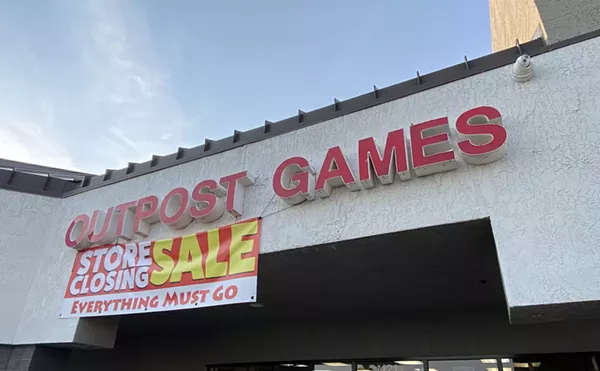 OUTPOST GAMES
STORE CLOSING SALE
EVERYTHING MUST GO